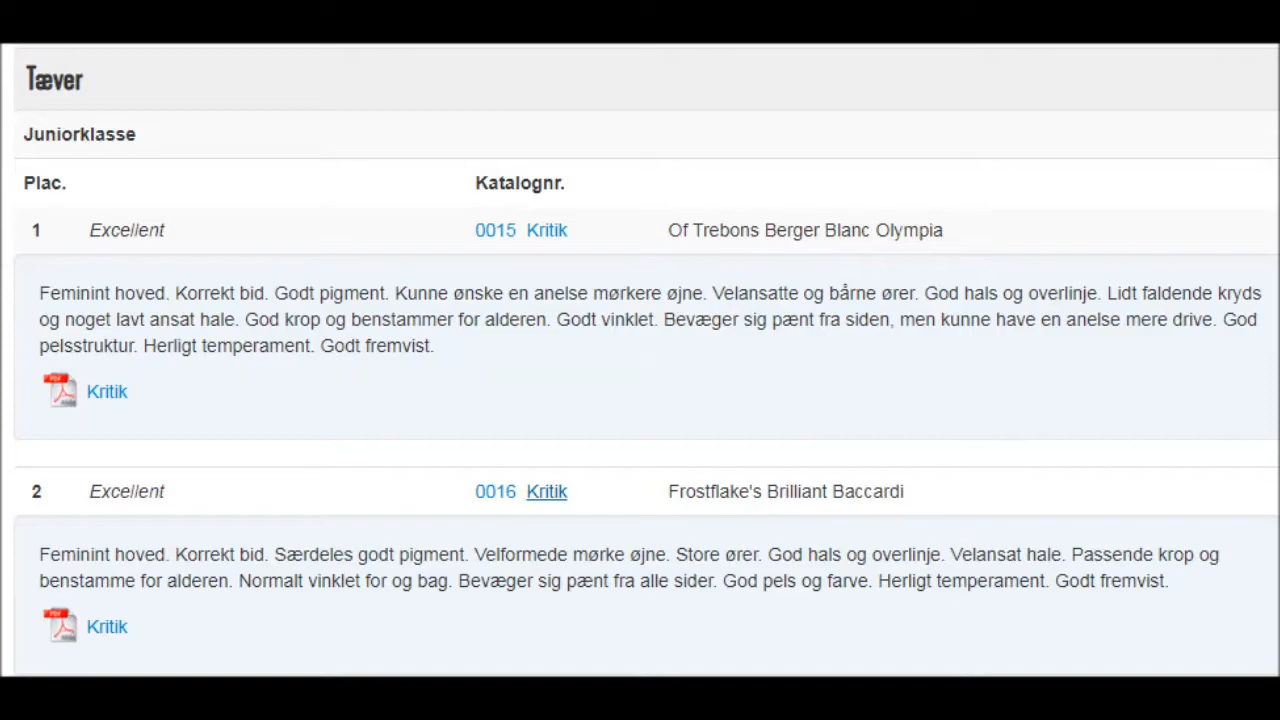 Tæver
Juniorklasse
Plac. Katalognr.
1 Excellent 0015 Kritik Of Trebons Berger Blanc Olympia
Feminint hoved. Korrekt bid. Godt pigment. Kunne ønske en anelse mørkere øjne. Velansatte og bårne ører. God hals og overlinje. Lidt faldende kryds
og noget lavt ansat hale. God krop og benstammer for alderen. Godt vinklet. Bevæger sig pænt fra siden, men kunne have en anelse mere drive. God
pelsstruktur. Herligt temperament. Godt fremvist.
PDF Kritik
2 Excellent 0016 Kritik Frostflake's Brilliant Baccardi
Feminint hoved. Korrekt bid. Særdeles godt pigment. Velformede mørke øjne. Store ører. God hals og overlinje. Velansat hale. Passende krop og
benstamme for alderen. Normalt vinklet for og bag. Bevæger sig pænt fra alle sider. God pels og farve. Herligt temperament. Godt fremvist.
PDF Kritik